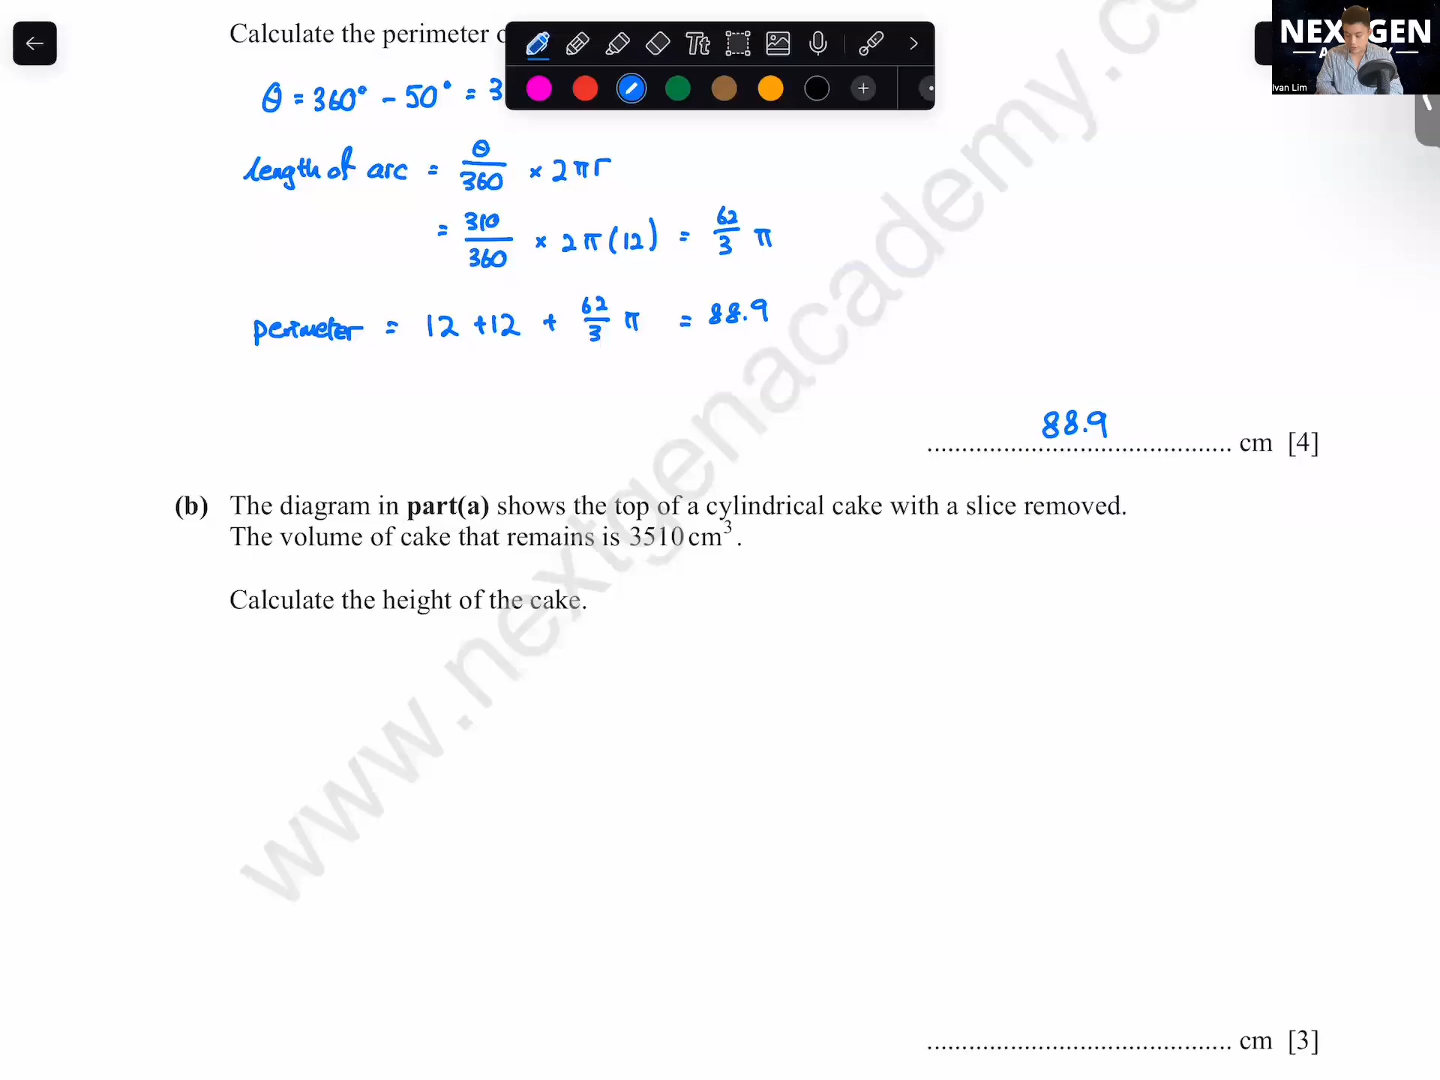 Calculate the perimeter
θ = 360° - 50° = 3
length of arc = θ/360 × 2πr
= 310/360 × 2π(12) = 62/3 π
perimeter = 12 + 12 + 62/3 π = 88.9
88.9
.......................................... cm [4]
(b) The diagram in part(a) shows the top of a cylindrical cake with a slice removed.
The volume of cake that remains is 3510 cm³.
Calculate the height of the cake.
.......................................... cm [3]
www.nextgenacademy.c
Tt
Ivan Lim